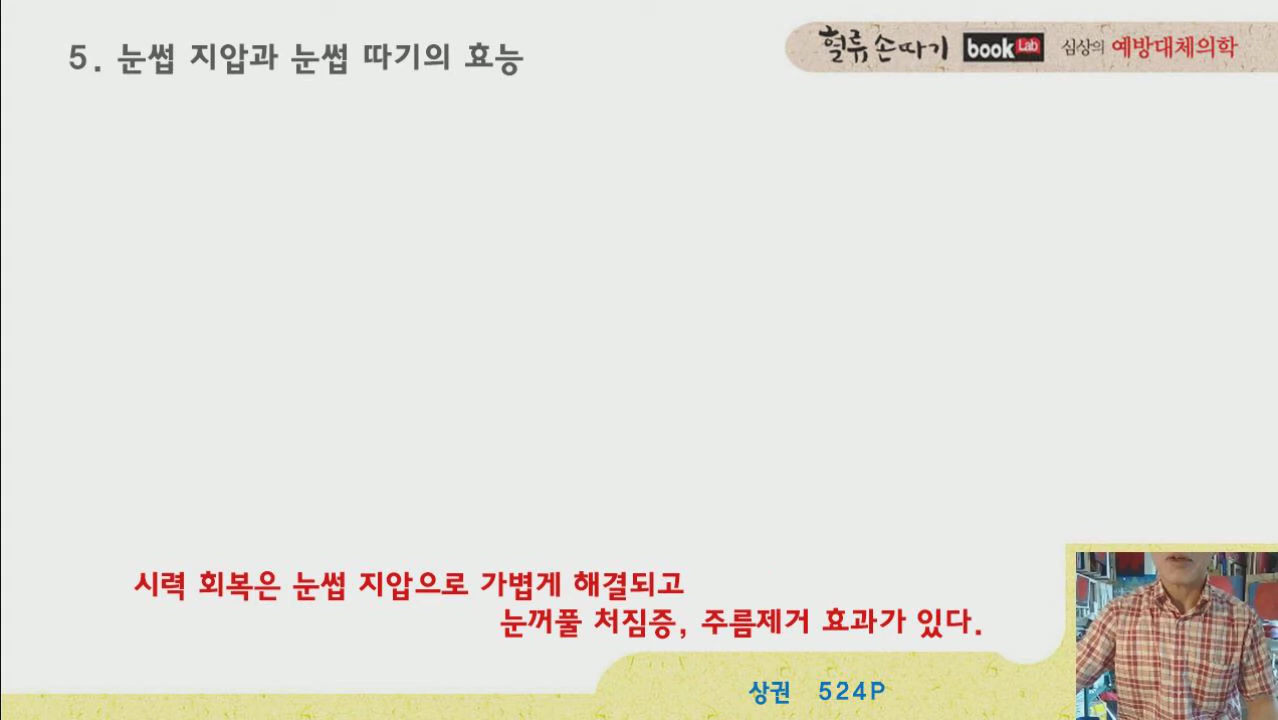 5. 눈썹 지압과 눈썹 따기의 효능
혈류 손따기 book Lab 심상의 예방대체의학
시력 회복은 눈썹 지압으로 가볍게 해결되고
눈꺼풀 처짐증, 주름제거 효과가 있다.
상권 524P